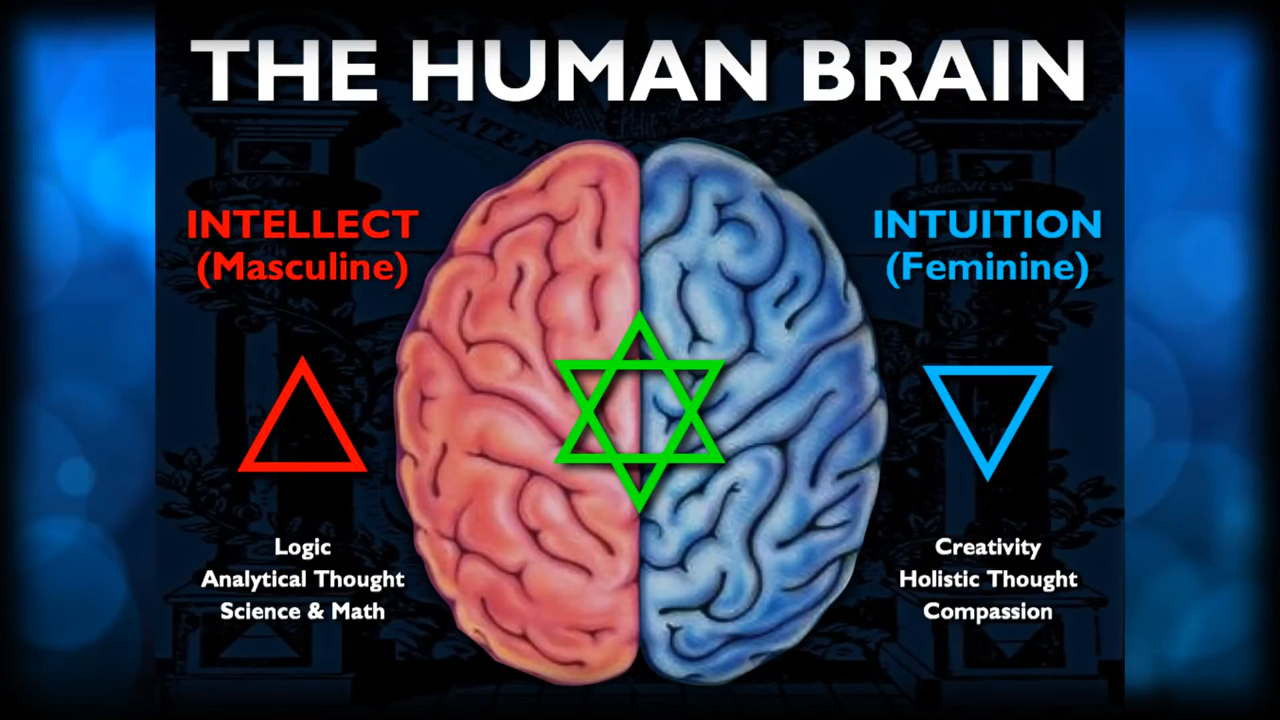 THE HUMAN BRAIN
INTELLECT
(Masculine)
Logic
Analytical Thought
Science & Math
INTUITION
(Feminine)
Creativity
Holistic Thought
Compassion